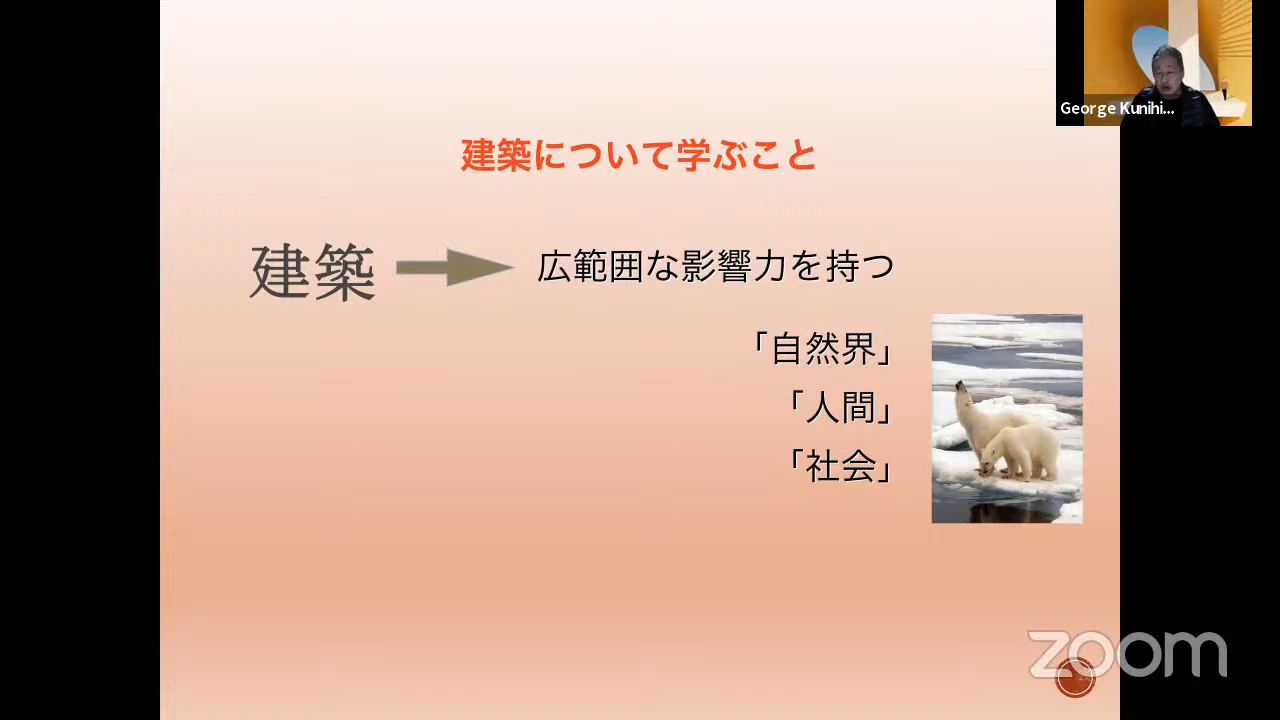 George Kunihi...
建築について学ぶこと
建築
広範囲な影響力を持つ
「自然界」
「人間」
「社会」
zoom